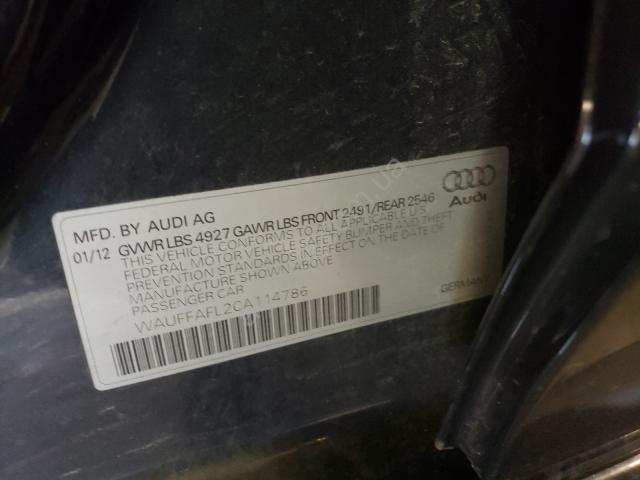 MFD. BY AUDI AG
01/12 GVWR LBS 4927 GAWR LBS FRONT 2491/REAR 2546
THIS VEHICLE CONFORMS TO ALL APPLICABLE U.S.
FEDERAL MOTOR VEHICLE SAFETY BUMPER AND THEFT
PREVENTION STANDARDS IN EFFECT ON THE DATE OF
MANUFACTURE SHOWN ABOVE.
PASSENGER CAR
WAUFFAFL2CA114786
Audi
GERMANY